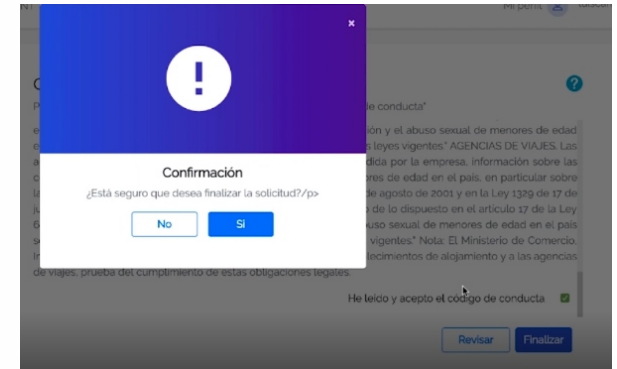 Mi perfil
×
!
?
de conducta"
ión y el abuso sexual de menores de edad
s leyes vigentes." AGENCIAS DE VIAJES. Las
dida por la empresa, información sobre las
res de edad en el país, en particular sobre
de agosto de 2001 y en la Ley 1329 de 17 de
o de lo dispuesto en el artículo 17 de la Ley
uso sexual de menores de edad en el país
vigentes." Nota: El Ministerio de Comercio,
lecimientos de alojamiento y a las agencias
de viajes, prueba del cumplimiento de estas obligaciones legales.
Confirmación
¿Está seguro que desea finalizar la solicitud?/p>
No
Si
He leído y acepto el código de conducta
Revisar
Finalizar